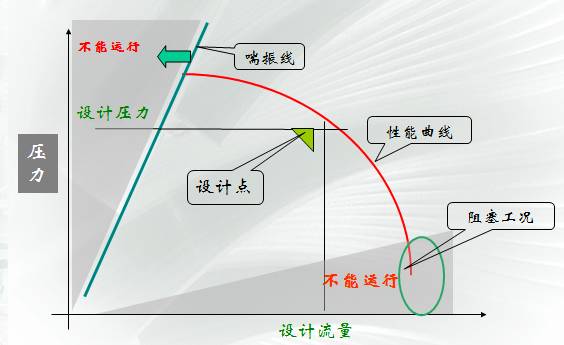 不能运行
喘振线
设计压力
性能曲线
压
力
设计点
阻塞工况
不能运行
设计流量